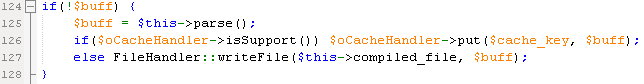 124 if(!$buff) {
125 $buff = $this->parse();
126 if($oCacheHandler->isSupport()) $oCacheHandler->put($cache_key, $buff);
127 else FileHandler::writeFile($this->compiled_file, $buff);
128 }